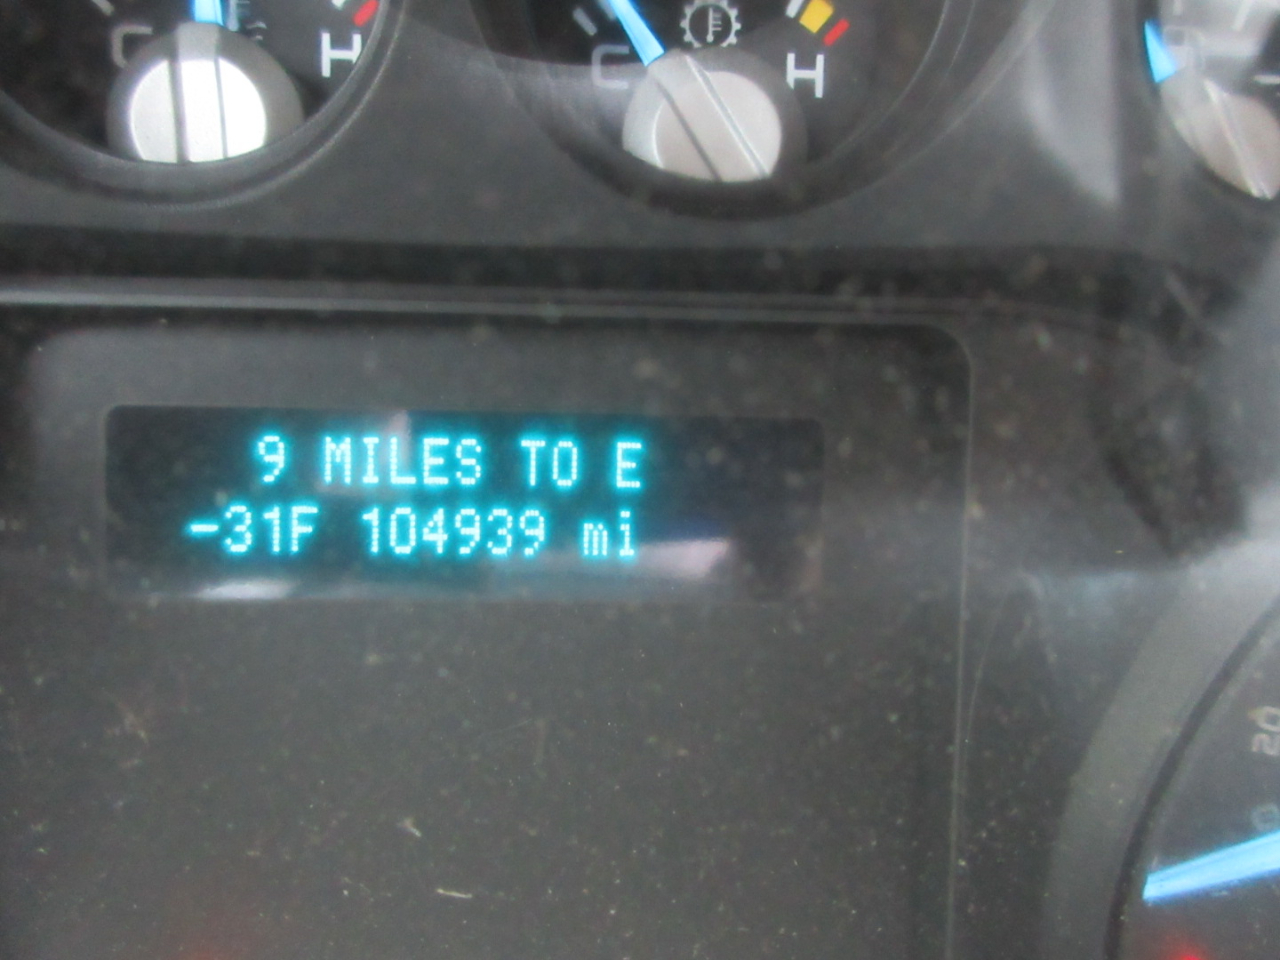 C H C H
9 MILES TO E
-31F 104939 mi